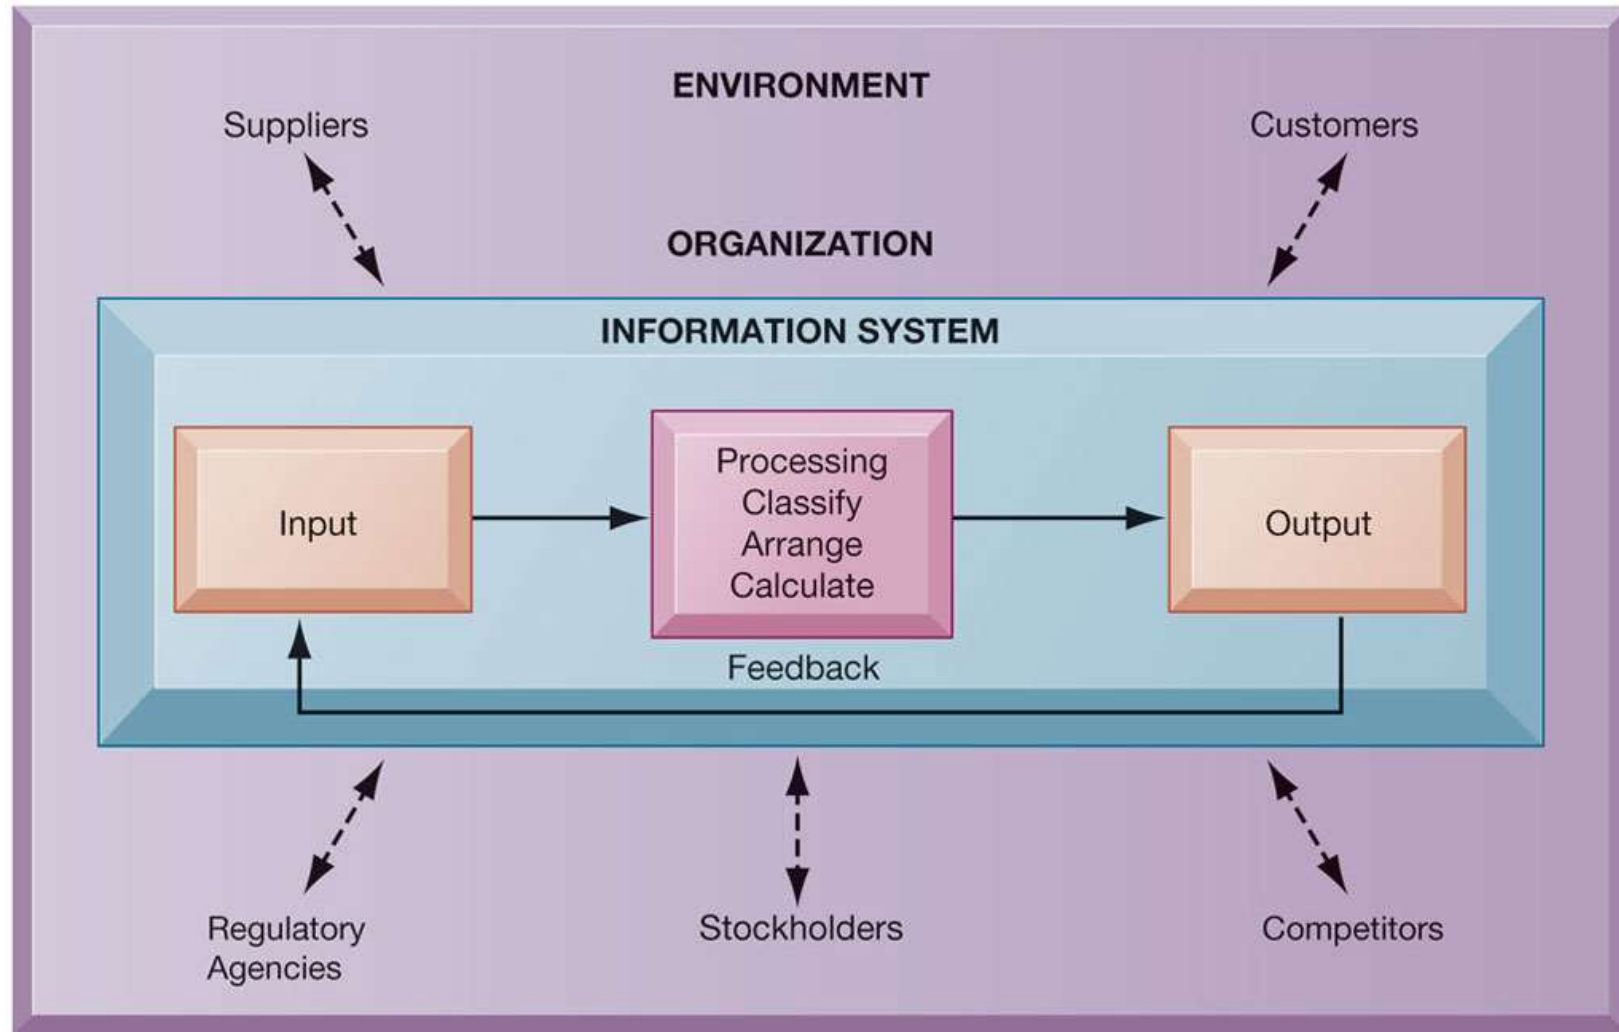 ENVIRONMENT
Suppliers
Customers
ORGANIZATION
INFORMATION SYSTEM
Input
Processing
Classify
Arrange
Calculate
Output
Feedback
Regulatory
Agencies
Stockholders
Competitors